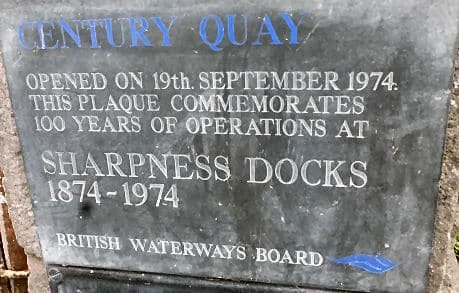 CENTURY QUAY
OPENED ON 19th. SEPTEMBER 1974.
THIS PLAQUE COMMEMORATES
100 YEARS OF OPERATIONS AT
SHARPNESS DOCKS
1874-1974
BRITISH WATERWAYS BOARD